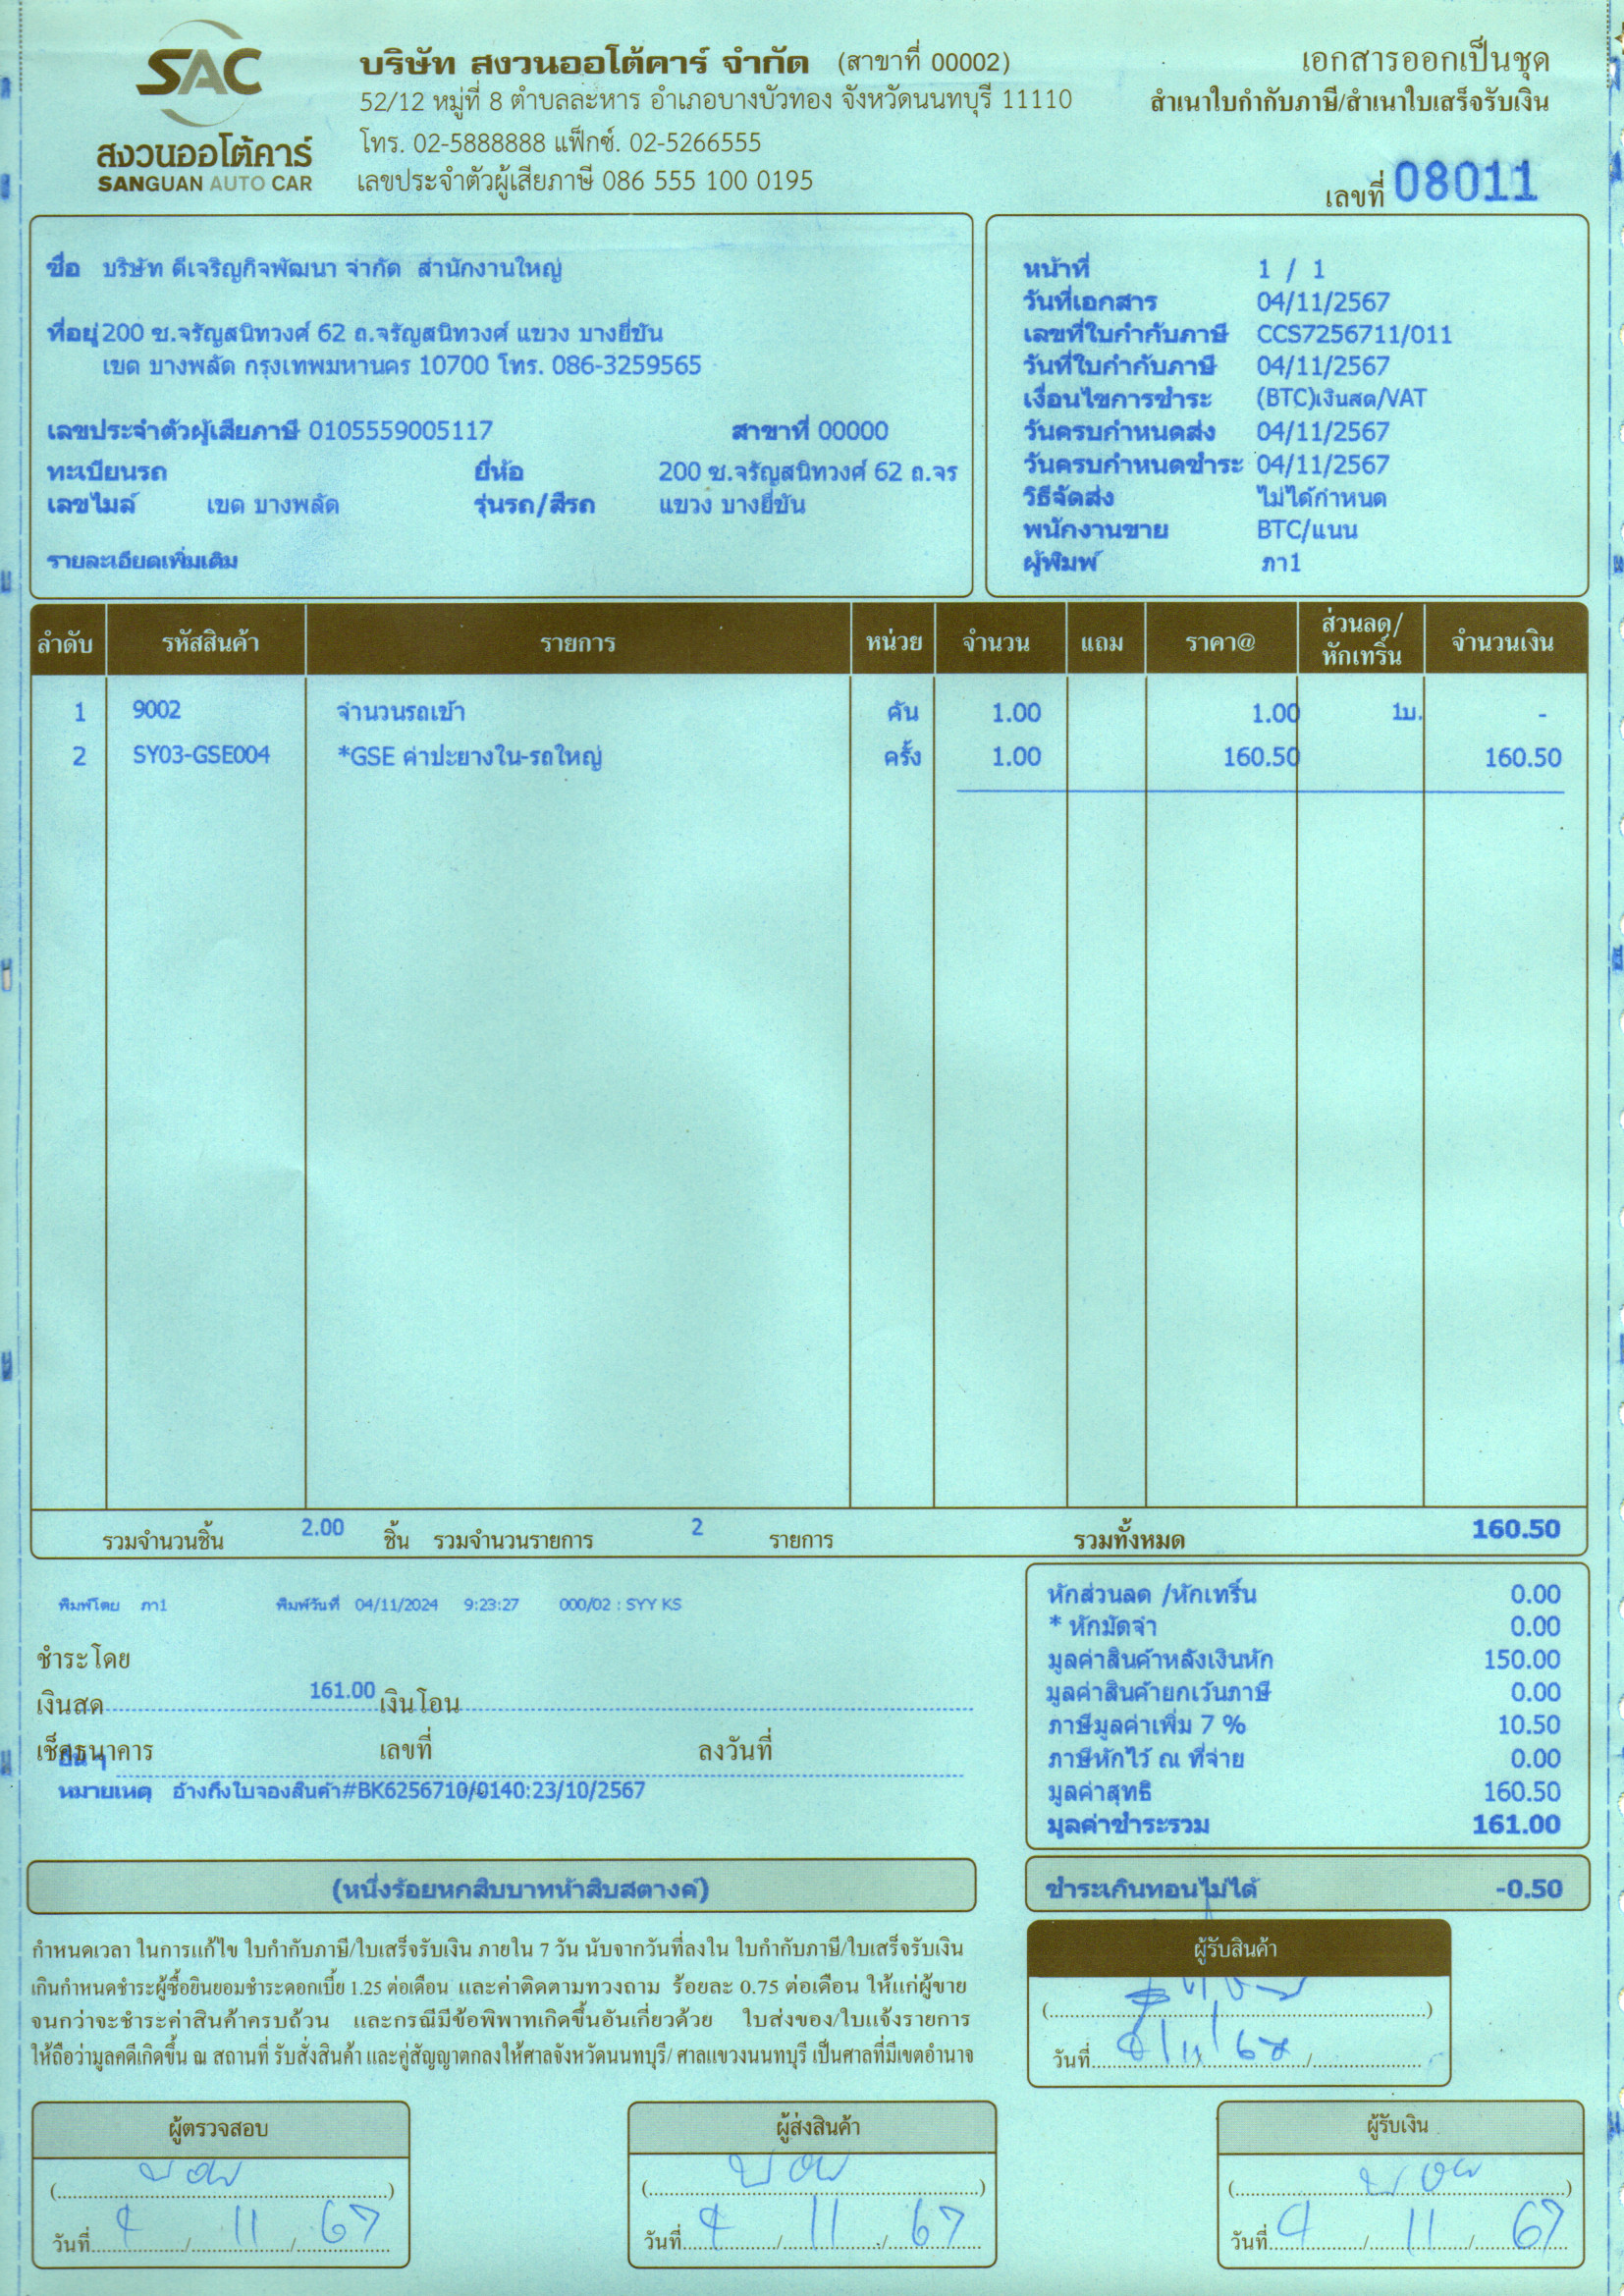 SAC
สงวนออโต้คาร์
SANGUAN AUTO CAR
บริษัท สงวนออโต้คาร์ จำกัด (สาขาที่ 00002)
52/12 หมู่ที่ 8 ตำบลละหาร อำเภอบางบัวทอง จังหวัดนนทบุรี 11110
โทร. 02-5888888 แฟ็กซ์. 02-5266555
เลขประจำตัวผู้เสียภาษี 086 555 100 0195
เอกสารออกเป็นชุด
สำเนาใบกำกับภาษี/สำเนาใบเสร็จรับเงิน
เลขที่ 08011
ชื่อ บริษัท ดีเจริญกิจพัฒนา จำกัด สำนักงานใหญ่
ที่อยู่ 200 ซ.จรัญสนิทวงศ์ 62 ถ.จรัญสนิทวงศ์ แขวง บางยี่ขัน
เขต บางพลัด กรุงเทพมหานคร 10700 โทร. 086-3259565
เลขประจำตัวผู้เสียภาษี 0105559005117 สาขาที่ 00000
ทะเบียนรถ ยี่ห้อ 200 ซ.จรัญสนิทวงศ์ 62 ถ.จร
เลขไมล์ เขต บางพลัด รุ่นรถ/สีรถ แขวง บางยี่ขัน
รายละเอียดเพิ่มเติม
หน้าที่ 1 / 1
วันที่เอกสาร 04/11/2567
เลขที่ใบกำกับภาษี CCS7256711/011
วันที่ใบกำกับภาษี 04/11/2567
เงื่อนไขการชำระ (BTC)เงินสด/VAT
วันครบกำหนดส่ง 04/11/2567
วันครบกำหนดชำระ 04/11/2567
วิธีจัดส่ง ไม่ได้กำหนด
พนักงานขาย BTC/แนน
ผู้พิมพ์ ภา1
ลำดับ รหัสสินค้า รายการ หน่วย จำนวน แถม ราคา@ ส่วนลด/หักเทริ์น จำนวนเงิน
1 9002 จำนวนรถเข้า คัน 1.00 1.00 1บ. -
2 SY03-GSE004 *GSE ค่าปะยางใน-รถใหญ่ ครั้ง 1.00 160.50 160.50
รวมจำนวนชิ้น 2.00 ชิ้น รวมจำนวนรายการ 2 รายการ รวมทั้งหมด 160.50
พิมพ์โดย ภา1 พิมพ์วันที่ 04/11/2024 9:23:27 000/02 : SYY KS
ชำระโดย
เงินสด 161.00 เงินโอน
เช็คธนาคาร เลขที่ ลงวันที่
อื่น ๆ
หมายเหตุ อ้างถึงใบจองสินค้า#BK6256710/0140:23/10/2567
หักส่วนลด /หักเทริ์น 0.00
* หักมัดจำ 0.00
มูลค่าสินค้าหลังเงินหัก 150.00
มูลค่าสินค้ายกเว้นภาษี 0.00
ภาษีมูลค่าเพิ่ม 7 % 10.50
ภาษีหักไว้ ณ ที่จ่าย 0.00
มูลค่าสุทธิ 160.50
มูลค่าชำระรวม 161.00
(หนึ่งร้อยหกสิบบาทห้าสิบสตางค์)
ชำระเกินทอนไม่ได้ -0.50
กำหนดเวลา ในการแก้ไข ใบกำกับภาษี/ใบเสร็จรับเงิน ภายใน 7 วัน นับจากวันที่ลงใน ใบกำกับภาษี/ใบเสร็จรับเงิน
เกินกำหนดชำระผู้ซื้อยินยอมชำระดอกเบี้ย 1.25 ต่อเดือน และค่าติดตามทวงถาม ร้อยละ 0.75 ต่อเดือน ให้แก่ผู้ขาย
จนกว่าจะชำระค่าสินค้าครบถ้วน และกรณีมีข้อพิพาทเกิดขึ้นอันเกี่ยวด้วย ใบส่งของ/ใบแจ้งรายการ
ให้ถือว่ามูลคดีเกิดขึ้น ณ สถานที่ รับสั่งสินค้า และคู่สัญญาตกลงให้ศาลจังหวัดนนทบุรี/ ศาลแขวงนนทบุรี เป็นศาลที่มีเขตอำนาจ
ผู้รับสินค้า
วันที่ 4/11/67
ผู้ตรวจสอบ
วันที่ 4/11/67
ผู้ส่งสินค้า
วันที่ 4/11/67
ผู้รับเงิน
วันที่ 4/11/67